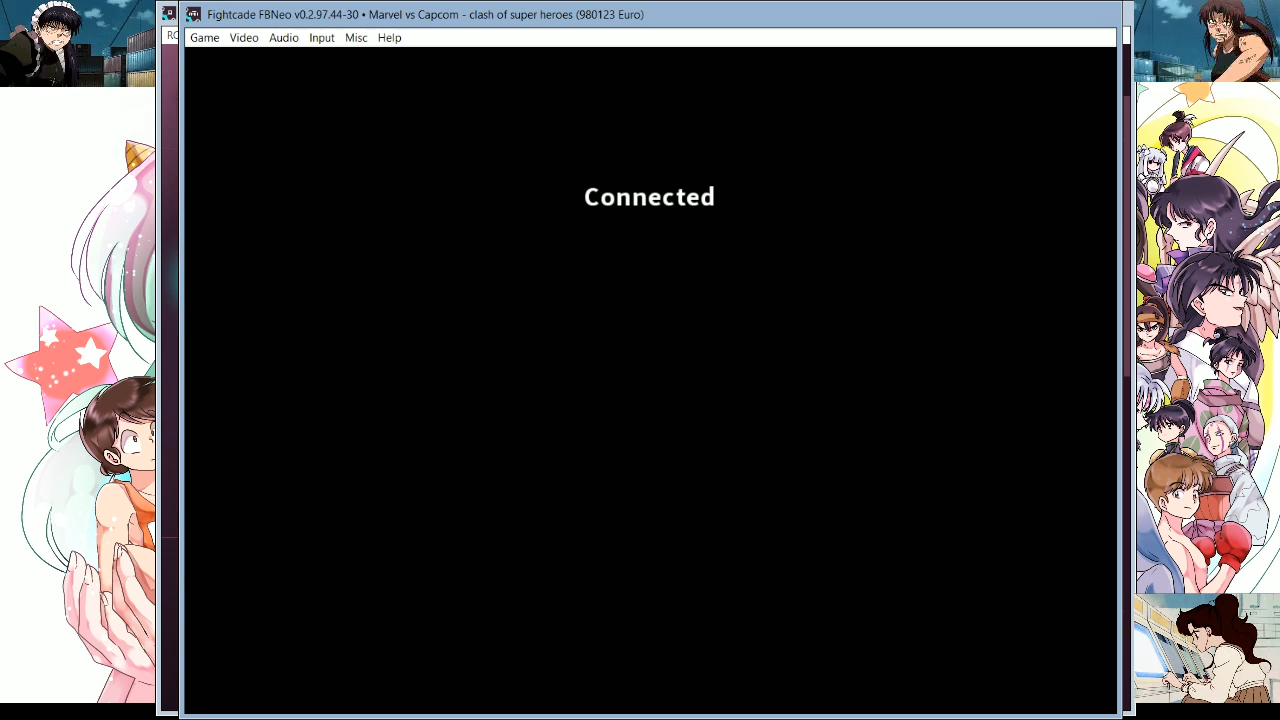 Fightcade FBNeo v0.2.97.44-30 • Marvel vs Capcom - clash of super heroes (980123 Euro)
RO
Game Video Audio Input Misc Help
Connected